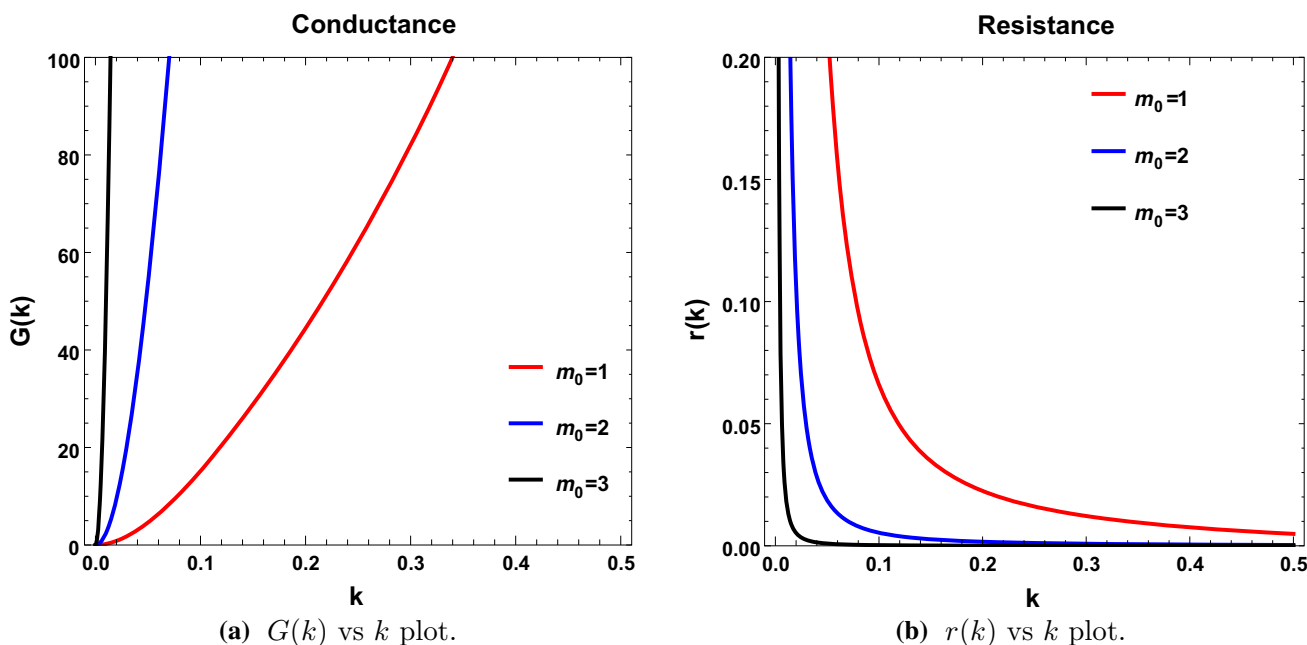 Conductance
100
80
60
40
20
0
G(k)
0.0 0.1 0.2 0.3 0.4 0.5
k
m0=1
m0=2
m0=3
(a) G(k) vs k plot.
Resistance
0.20
0.15
0.10
0.05
0.00
r(k)
0.0 0.1 0.2 0.3 0.4 0.5
k
m0=1
m0=2
m0=3
(b) r(k) vs k plot.